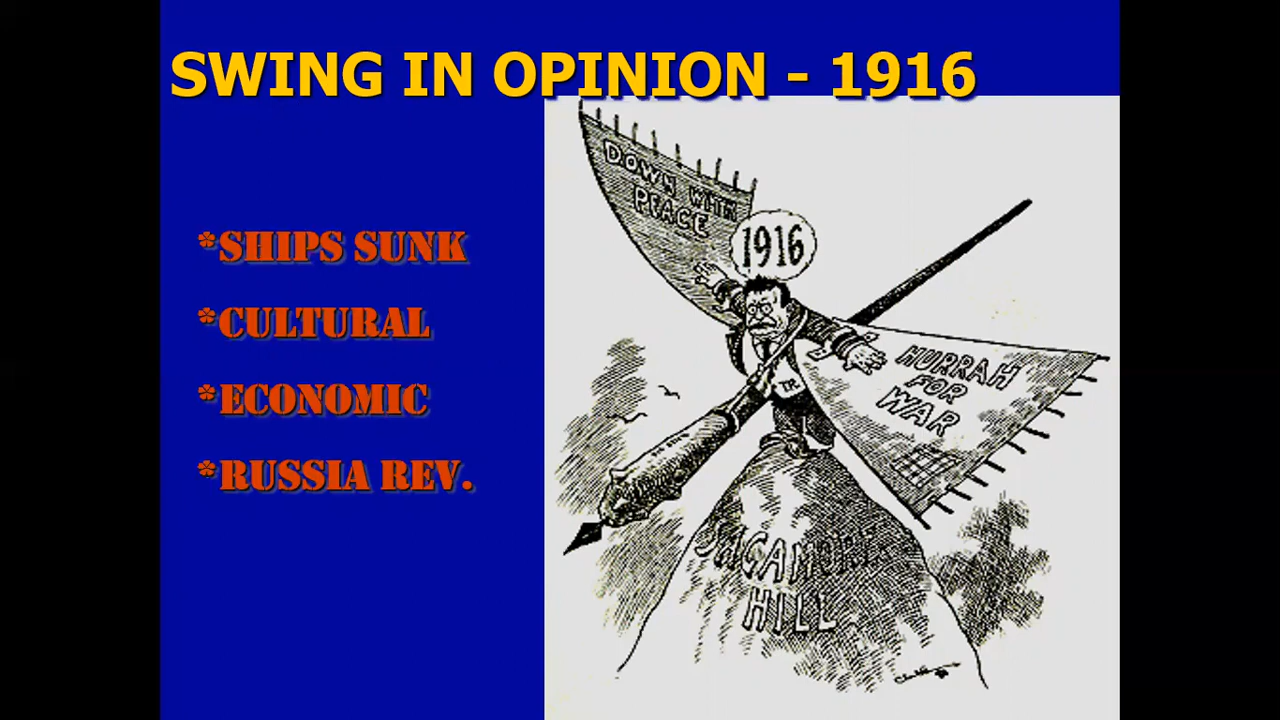 SWING IN OPINION - 1916
*SHIPS SUNK
*CULTURAL
*ECONOMIC
*RUSSIA REV.
DOWN WITH
PEACE
1916
T.R.
HURRAH
FOR
WAR
SAGAMORE
HILL